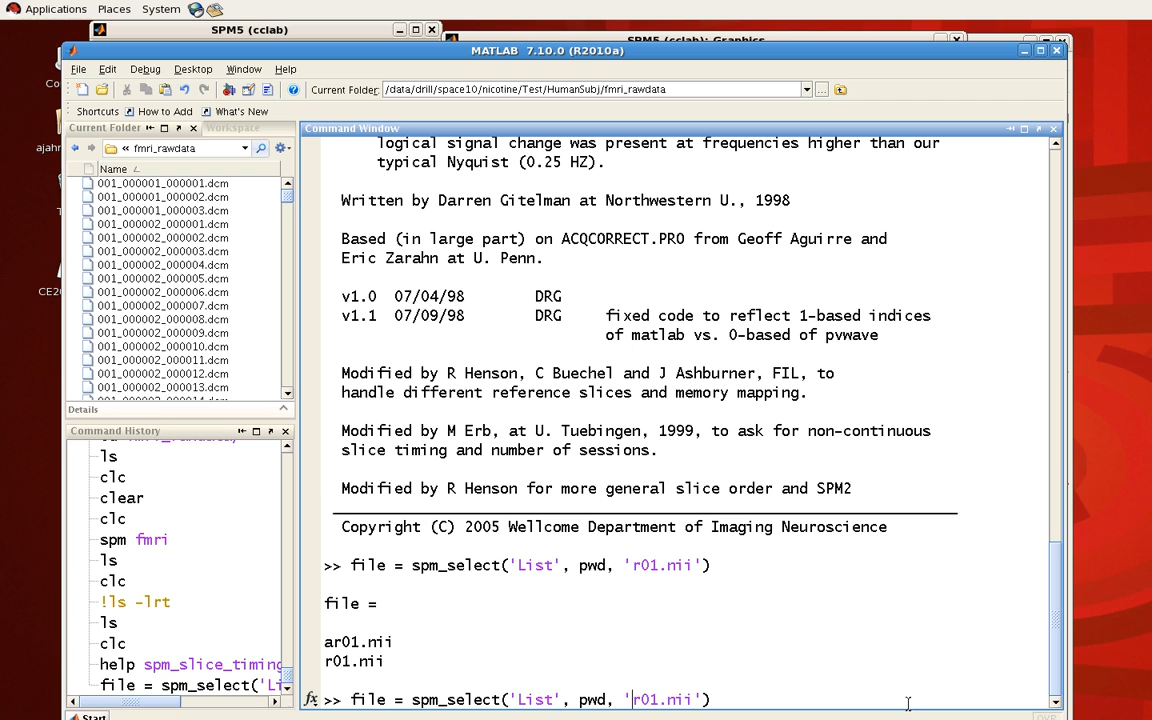 Applications Places System
SPM5 (cclab)
SPM5 (cclab): Graphics
MATLAB 7.10.0 (R2010a)
File Edit Debug Desktop Window Help
Current Folder: /data/drill/space10/nicotine/Test/HumanSubj/fmri_rawdata
Shortcuts How to Add What's New
Current Folder Workspace
« fmri_rawdata
Name
001_000001_000001.dcm
001_000001_000002.dcm
001_000001_000003.dcm
001_000002_000001.dcm
001_000002_000002.dcm
001_000002_000003.dcm
001_000002_000004.dcm
001_000002_000005.dcm
001_000002_000006.dcm
001_000002_000007.dcm
001_000002_000008.dcm
001_000002_000009.dcm
001_000002_000010.dcm
001_000002_000011.dcm
001_000002_000012.dcm
001_000002_000013.dcm
Details
Command History
ls
clc
clear
clc
spm fmri
ls
clc
!ls -lrt
ls
clc
help spm_slice_timing
file = spm_select('Li
Start
Command Window
logical signal change was present at frequencies higher than our
typical Nyquist (0.25 HZ).
Written by Darren Gitelman at Northwestern U., 1998
Based (in large part) on ACQCORRECT.PRO from Geoff Aguirre and
Eric Zarahn at U. Penn.
v1.0 07/04/98 DRG
v1.1 07/09/98 DRG fixed code to reflect 1-based indices
of matlab vs. 0-based of pvwave
Modified by R Henson, C Buechel and J Ashburner, FIL, to
handle different reference slices and memory mapping.
Modified by M Erb, at U. Tuebingen, 1999, to ask for non-continuous
slice timing and number of sessions.
Modified by R Henson for more general slice order and SPM2
Copyright (C) 2005 Wellcome Department of Imaging Neuroscience
>> file = spm_select('List', pwd, 'r01.nii')
file =
ar01.nii
r01.nii
fx >> file = spm_select('List', pwd, 'r01.nii')
OVR